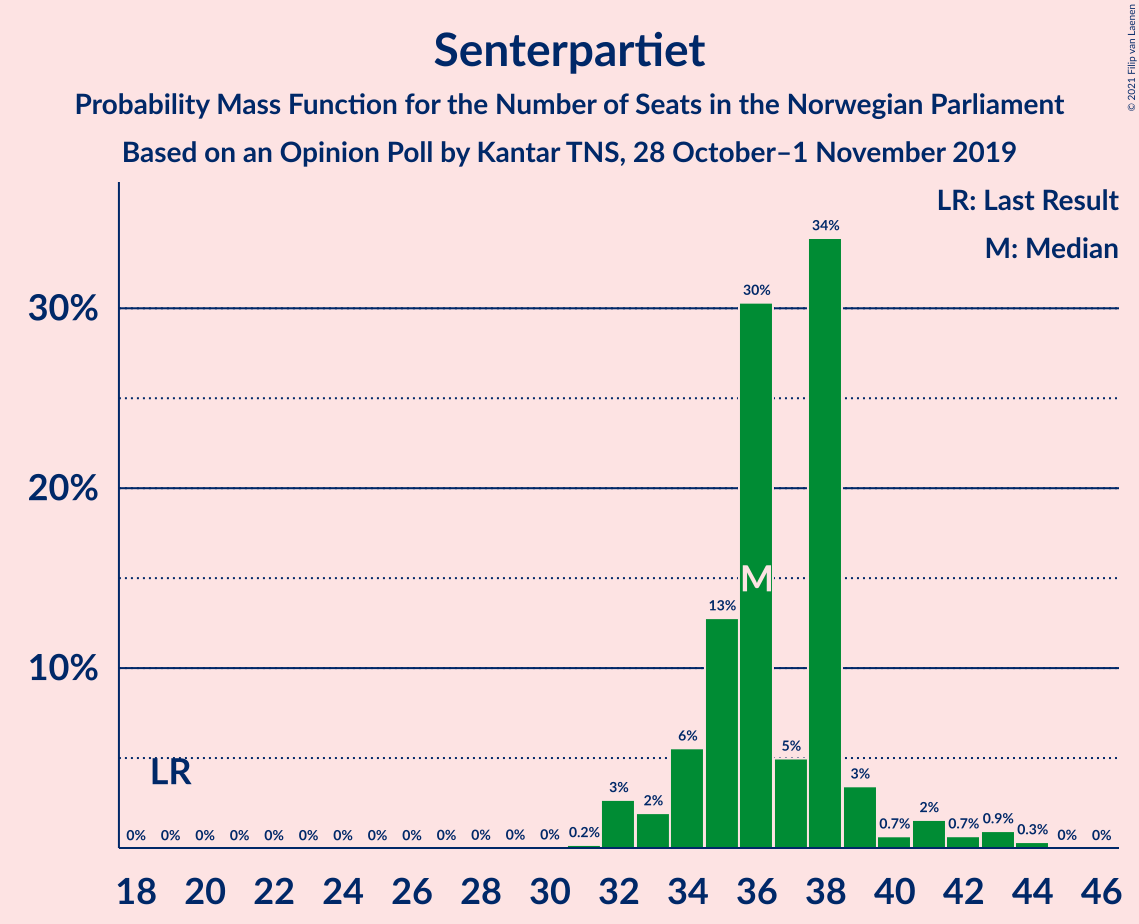 Senterpartiet
Probability Mass Function for the Number of Seats in the Norwegian Parliament
Based on an Opinion Poll by Kantar TNS, 28 October–1 November 2019
© 2021 Filip van Laenen
LR: Last Result
M: Median
34%
30%
30%
20%
M
13%
10%
6%
5%
LR
3%
3%
2%
2%
0% 0% 0% 0% 0% 0% 0% 0% 0% 0% 0% 0% 0% 0.2% 0.7% 0.7% 0.9% 0.3% 0% 0%
18 20 22 24 26 28 30 32 34 36 38 40 42 44 46